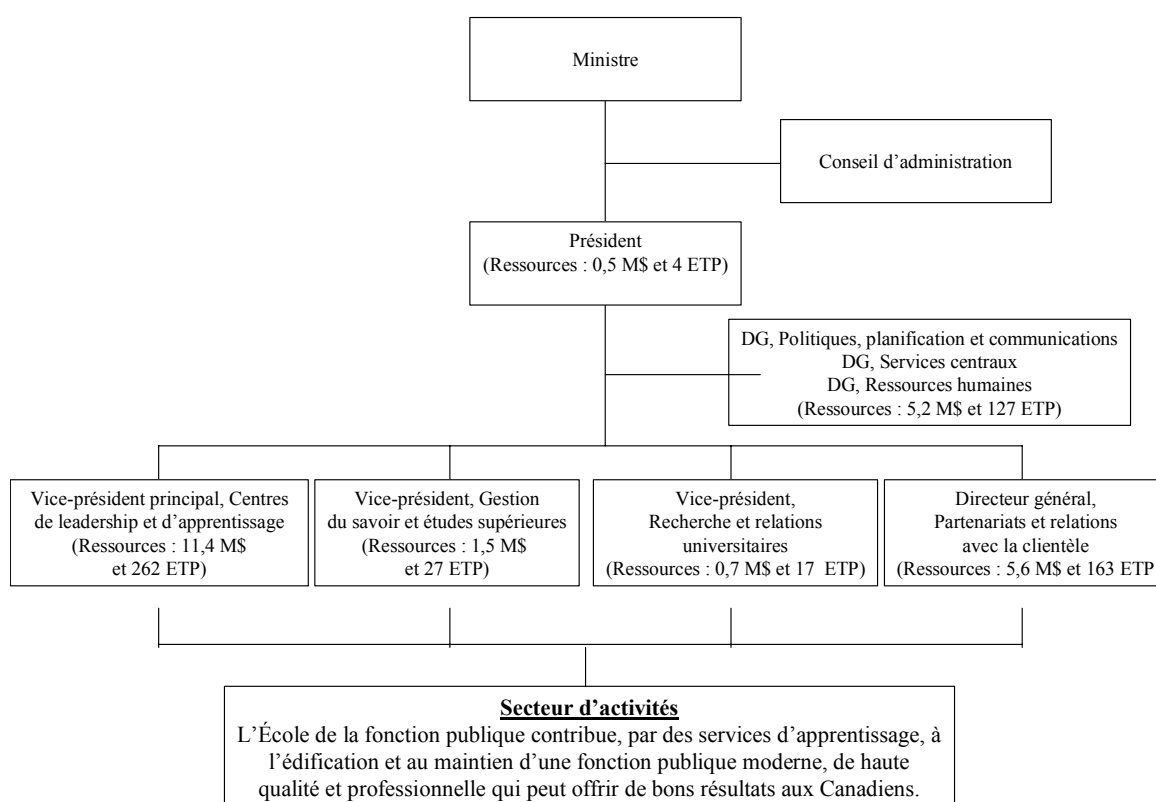 Ministre
Conseil d’administration
Président
(Ressources : 0,5 M$ et 4 ETP)
DG, Politiques, planification et communications
DG, Services centraux
DG, Ressources humaines
(Ressources : 5,2 M$ et 127 ETP)
Vice-président principal, Centres
de leadership et d’apprentissage
(Ressources : 11,4 M$
et 262 ETP)
Vice-président, Gestion
du savoir et études supérieures
(Ressources : 1,5 M$
et 27 ETP)
Vice-président,
Recherche et relations
universitaires
(Ressources : 0,7 M$ et 17 ETP)
Directeur général,
Partenariats et relations
avec la clientèle
(Ressources : 5,6 M$ et 163 ETP
Secteur d’activités
L’École de la fonction publique contribue, par des services d’apprentissage, à
l’édification et au maintien d’une fonction publique moderne, de haute
qualité et professionnelle qui peut offrir de bons résultats aux Canadiens.